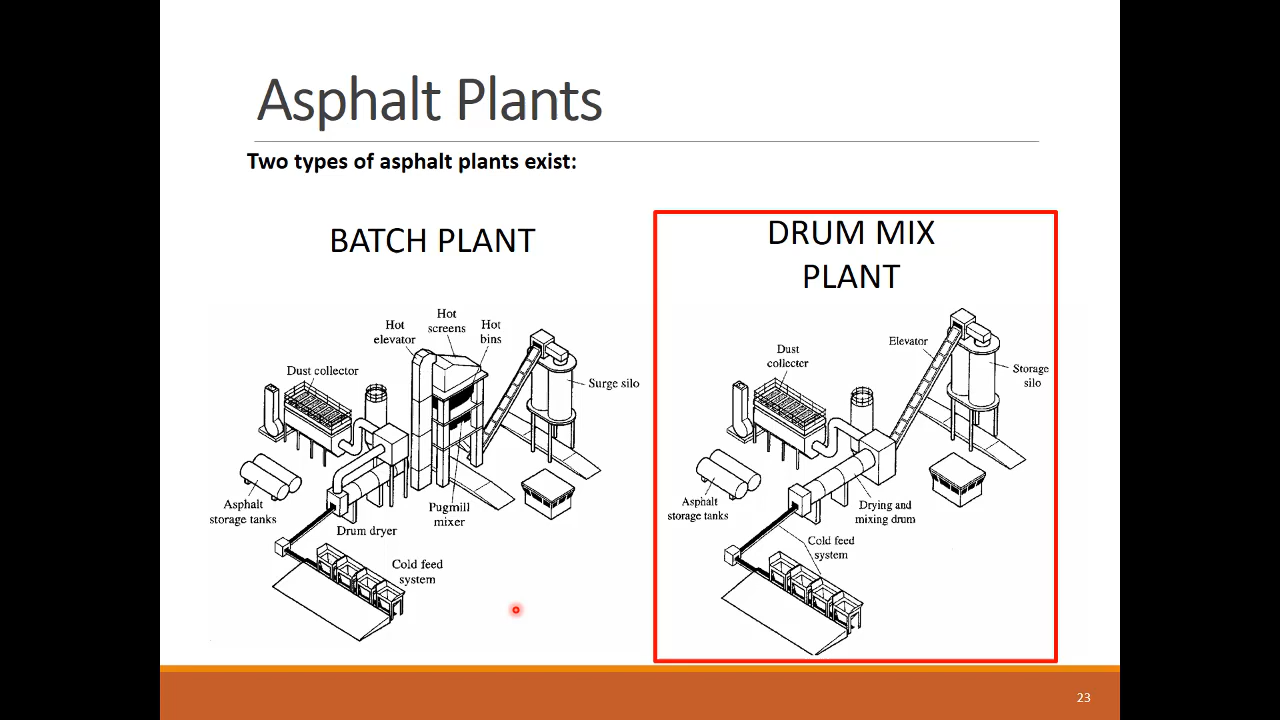 Asphalt Plants
Two types of asphalt plants exist:
BATCH PLANT
Hot
elevator
Hot
screens
Hot
bins
Dust collector
Surge silo
Asphalt
storage tanks
Pugmill
mixer
Drum dryer
Cold feed
system
DRUM MIX
PLANT
Elevator
Dust
collecter
Storage
silo
Asphalt
storage tanks
Drying and
mixing drum
Cold feed
system
23